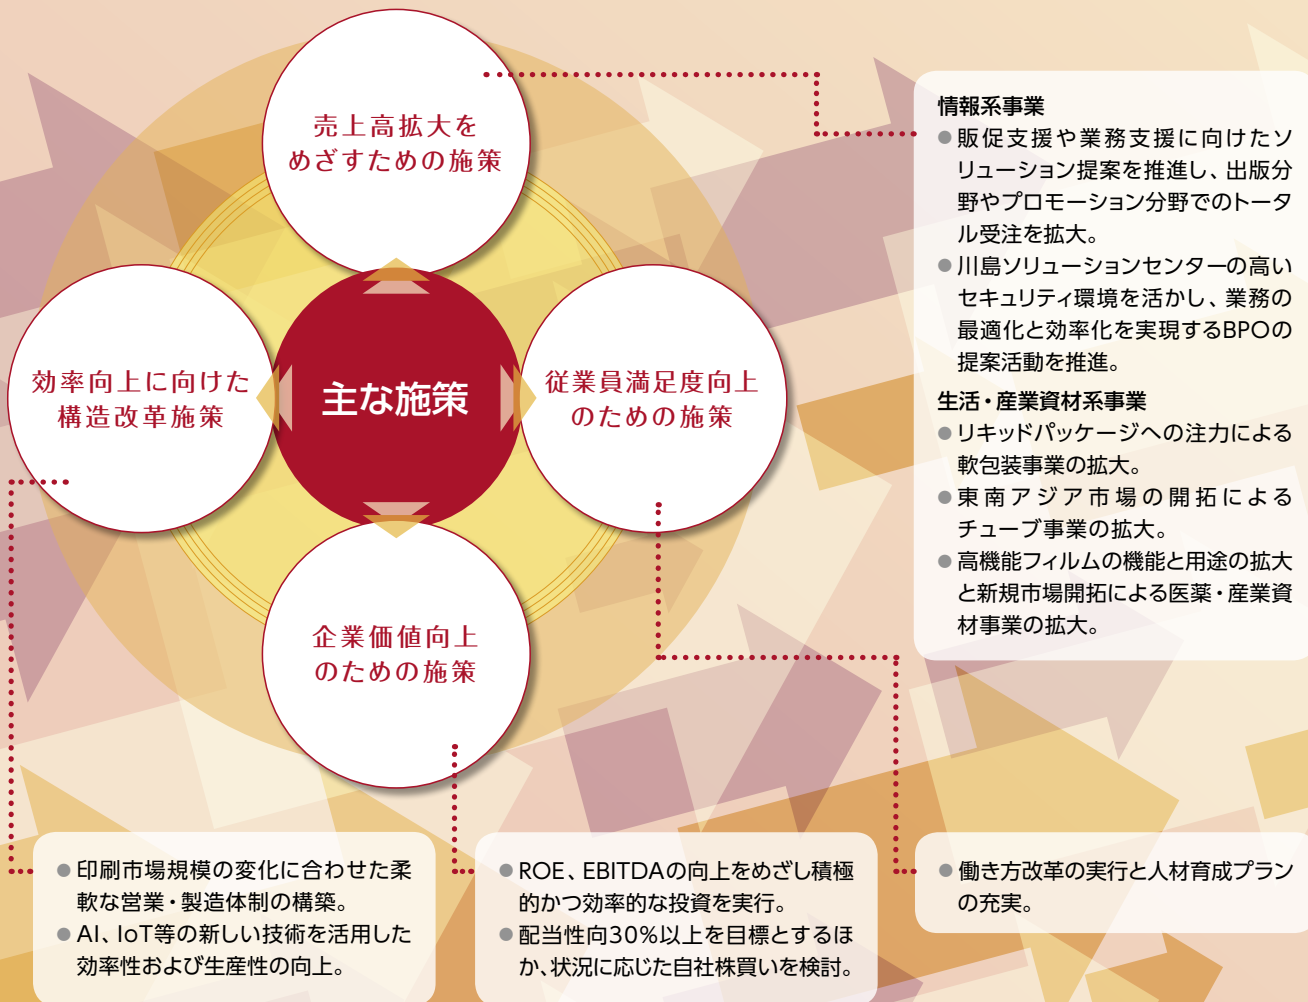 売上高拡大を
めざすための施策
効率向上に向けた
構造改革施策
主な施策
従業員満足度向上
のための施策
企業価値向上
のための施策
情報系事業
●販促支援や業務支援に向けたソ
リューション提案を推進し、出版分
野やプロモーション分野でのトータ
ル受注を拡大。
●川島ソリューションセンターの高い
セキュリティ環境を活かし、業務の
最適化と効率化を実現するBPOの
提案活動を推進。
生活・産業資材系事業
●リキッドパッケージへの注力による
軟包装事業の拡大。
●東南アジア市場の開拓による
チューブ事業の拡大。
●高機能フィルムの機能と用途の拡大
と新規市場開拓による医薬・産業資
材事業の拡大。
●印刷市場規模の変化に合わせた柔
軟な営業・製造体制の構築。
●AI、IoT等の新しい技術を活用した
効率性および生産性の向上。
●ROE、EBITDAの向上をめざし積極
的かつ効率的な投資を実行。
●配当性向30%以上を目標とするほ
か、状況に応じた自社株買いを検討。
●働き方改革の実行と人材育成プラン
の充実。